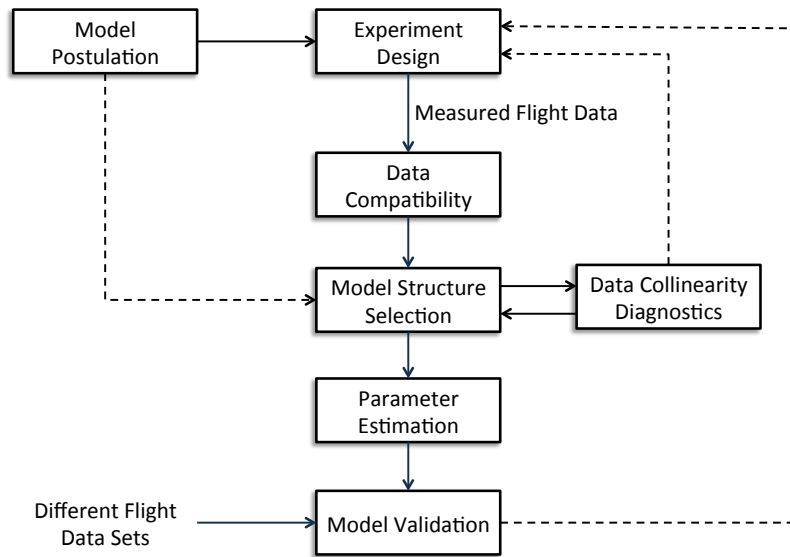 Model
Postulation
Experiment
Design
Measured Flight Data
Data
Compatibility
Model Structure
Selection
Data Collinearity
Diagnostics
Parameter
Estimation
Different Flight
Data Sets
Model Validation